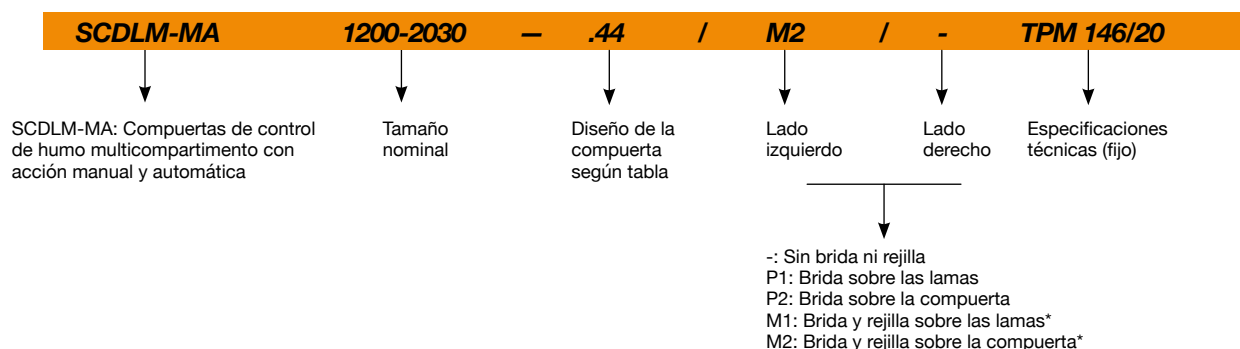 SCDLM-MA 1200-2030 — .44 / M2 / - TPM 146/20
SCDLM-MA: Compuertas de control
de humo multicompartimento con
acción manual y automática
Tamaño
nominal
Diseño de la
compuerta
según tabla
Lado
izquierdo
Lado
derecho
Especificaciones
técnicas (fijo)
-: Sin brida ni rejilla
P1: Brida sobre las lamas
P2: Brida sobre la compuerta
M1: Brida y rejilla sobre las lamas*
M2: Brida y rejilla sobre la compuerta*